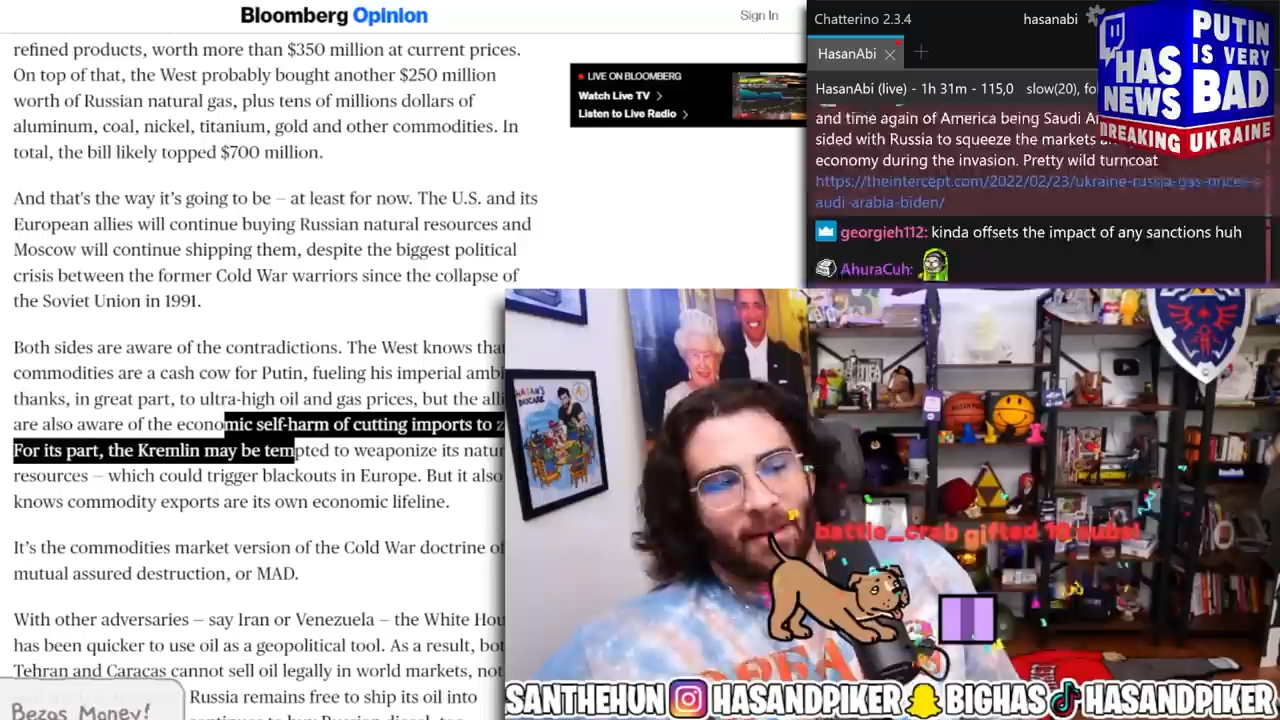 Bloomberg Opinion
Sign In
refined products, worth more than $350 million at current prices.
On top of that, the West probably bought another $250 million
worth of Russian natural gas, plus tens of millions dollars of
aluminum, coal, nickel, titanium, gold and other commodities. In
total, the bill likely topped $700 million.
And that's the way it's going to be – at least for now. The U.S. and its
European allies will continue buying Russian natural resources and
Moscow will continue shipping them, despite the biggest political
crisis between the former Cold War warriors since the collapse of
the Soviet Union in 1991.
Both sides are aware of the contradictions. The West knows that
commodities are a cash cow for Putin, fueling his imperial
thanks, in great part, to ultra-high oil and gas prices, but the
are also aware of the economic self-harm of cutting imports to
For its part, the Kremlin may be tempted to weaponize its
resources – which could trigger blackouts in Europe. But it also
knows commodity exports are its own economic lifeline.
It's the commodities market version of the Cold War doctrine of
mutual assured destruction, or MAD.
With other adversaries – say Iran or Venezuela – the White
has been quicker to use oil as a geopolitical tool. As a result,
Tehran and Caracas cannot sell oil legally in world markets, not
Russia remains free to ship its oil into
Bezos Money!
LIVE ON BLOOMBERG
Watch Live TV >
Listen to Live Radio >
Chatterino 2.3.4
hasanabi
HasanAbi
HasanAbi (live) - 1h 31m - 115,0 slow(20),
and time again of America being Saudi
sided with Russia to squeeze the markets
economy during the invasion. Pretty wild turncoat
https://theintercept.com/2022/02/23/ukraine-russia-gas-prices-s
audi-arabia-biden/
georgieh112: kinda offsets the impact of any sanctions huh
AhuraCuh:
HAS
NEWS
PUTIN
IS VERY
BAD
BREAKING UKRAINE
battle_crab gifted 10 subs!
SANTHEHUN HASANDPIKER BIGHAS HASANDPIKER